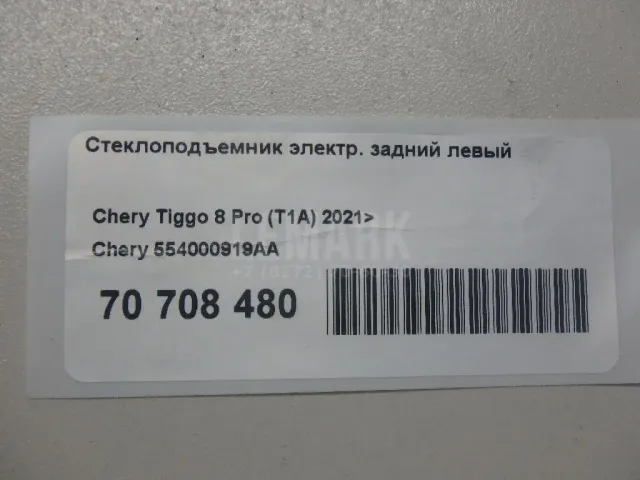 Стеклоподъемник электр. задний левый
Chery Tiggo 8 Pro (T1A) 2021>
Chery 554000919AA
70 708 480